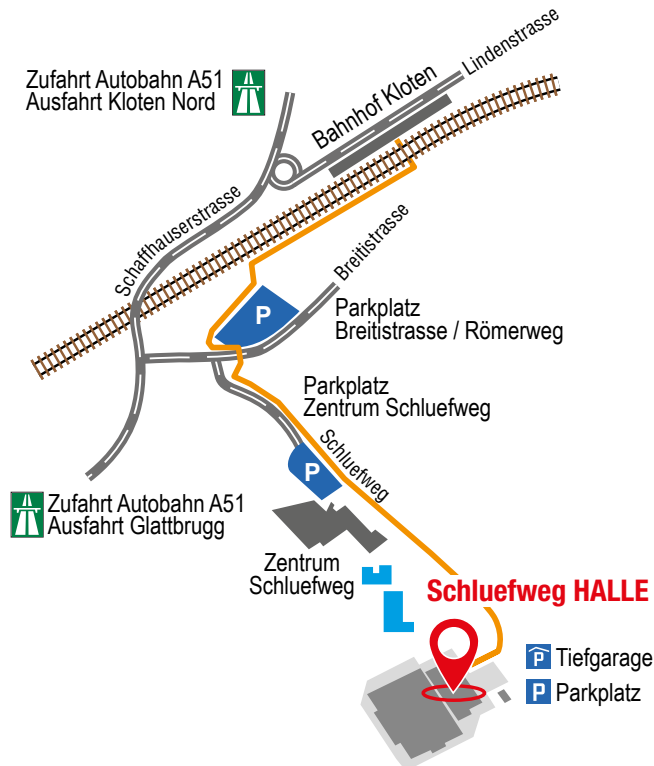 Zufahrt Autobahn A51
Ausfahrt Kloten Nord
Bahnhof Kloten
Lindenstrasse
Schaffhauserstrasse
Breitistrasse
P
Parkplatz
Breitistrasse / Römerweg
Parkplatz
Zentrum Schluefweg
Schluefweg
P
Zufahrt Autobahn A51
Ausfahrt Glattbrugg
Zentrum
Schluefweg
Schluefweg HALLE
P Tiefgarage
P Parkplatz